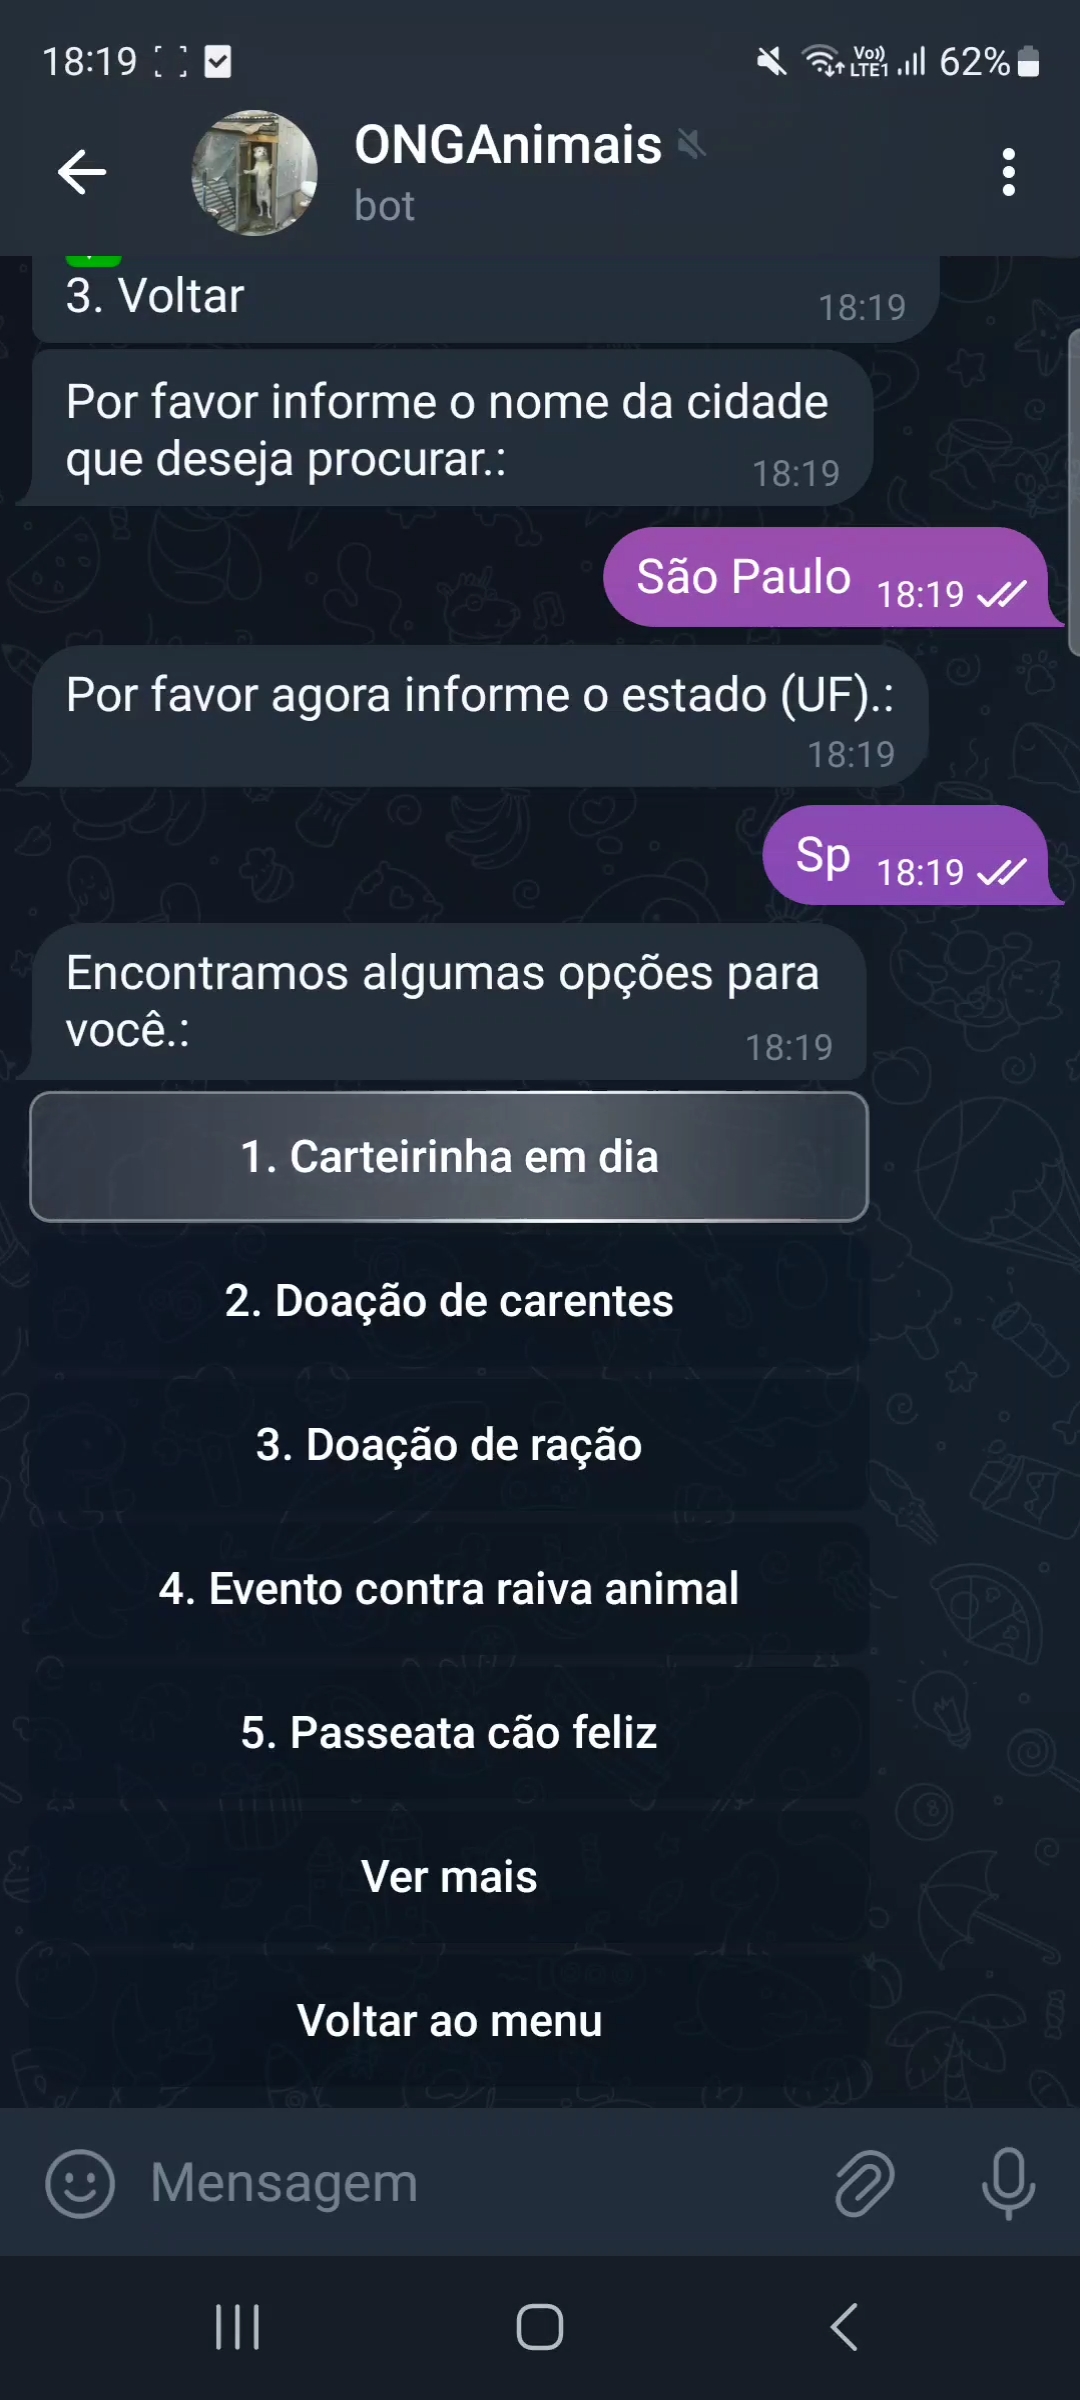 18:19
Vo)) LTE1 62%
ONGAnimais
bot
3. Voltar
18:19
Por favor informe o nome da cidade
que deseja procurar.:
18:19
São Paulo 18:19
Por favor agora informe o estado (UF).:
18:19
Sp 18:19
Encontramos algumas opções para
você.:
18:19
1. Carteirinha em dia
2. Doação de carentes
3. Doação de ração
4. Evento contra raiva animal
5. Passeata cão feliz
Ver mais
Voltar ao menu
Mensagem